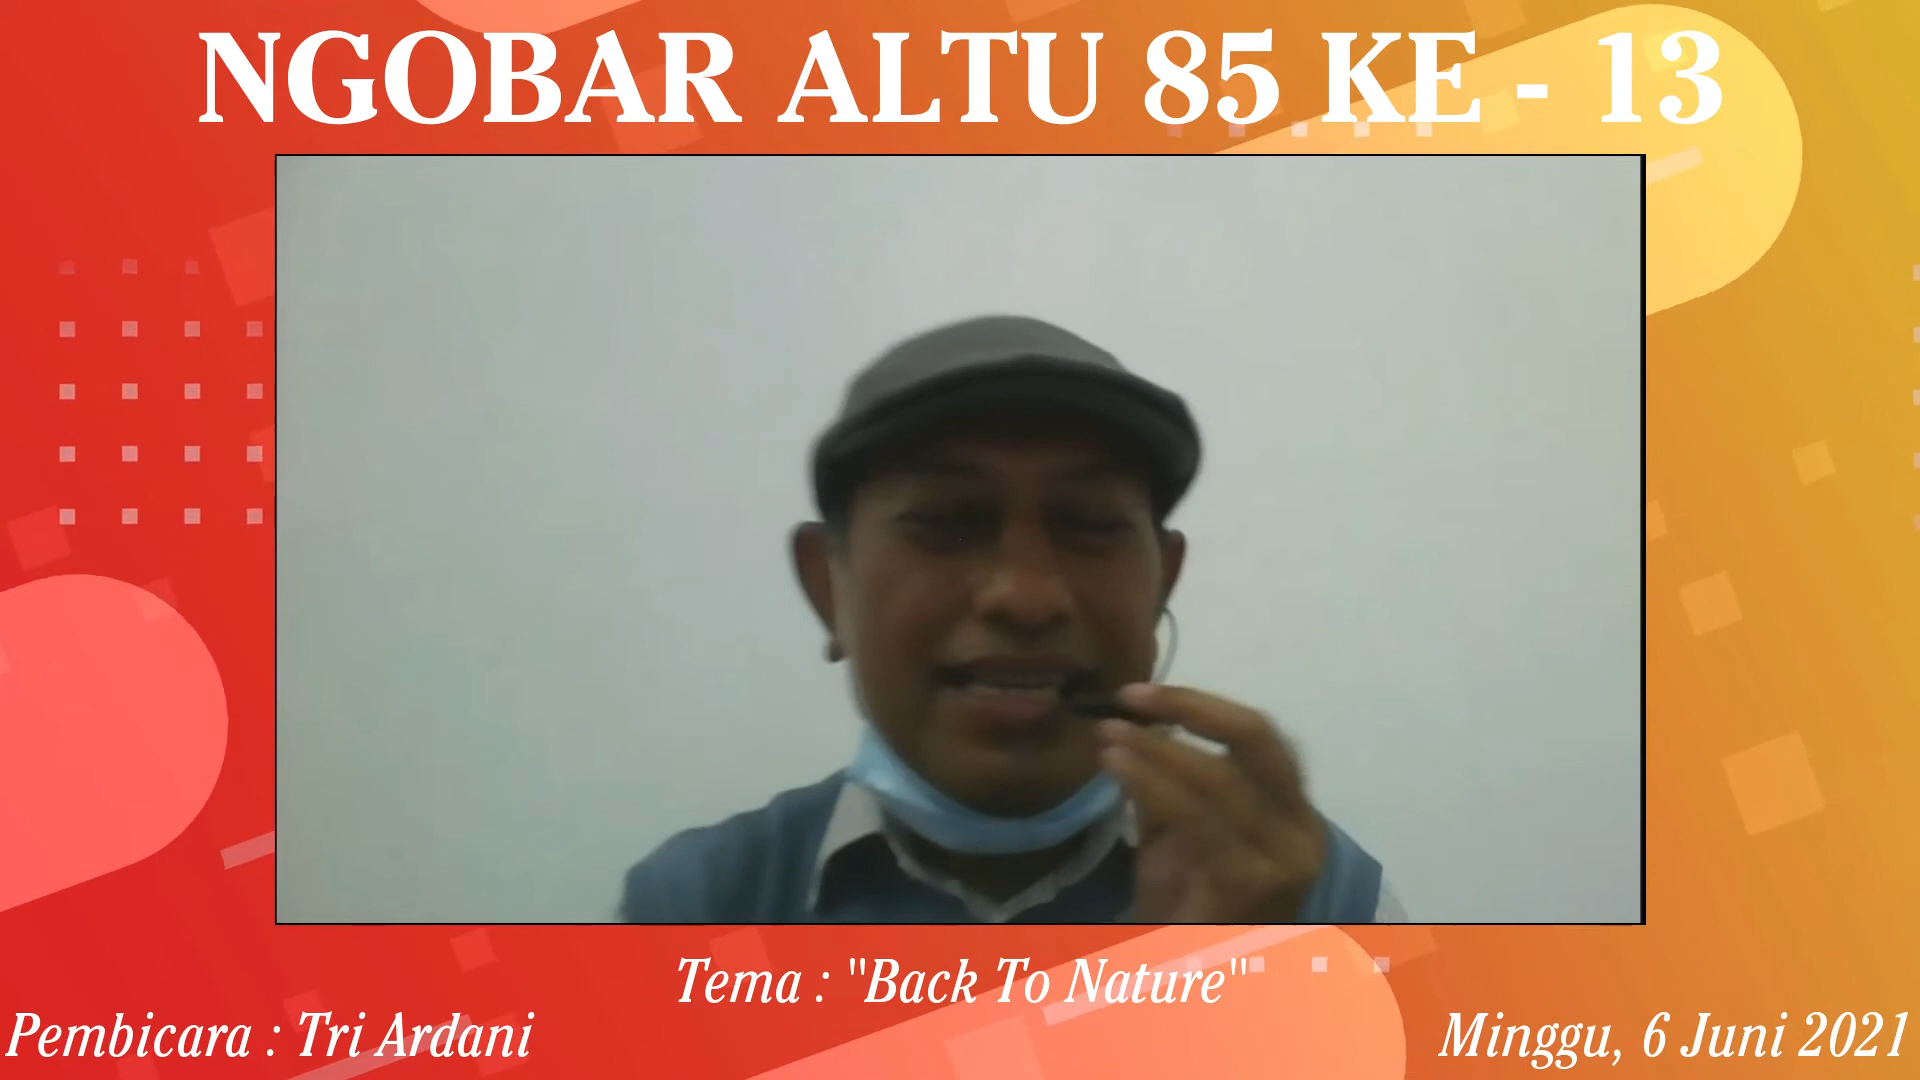 NGOBAR ALTU 85 KE - 13
Tema : "Back To Nature"
Pembicara : Tri Ardani
Minggu, 6 Juni 2021